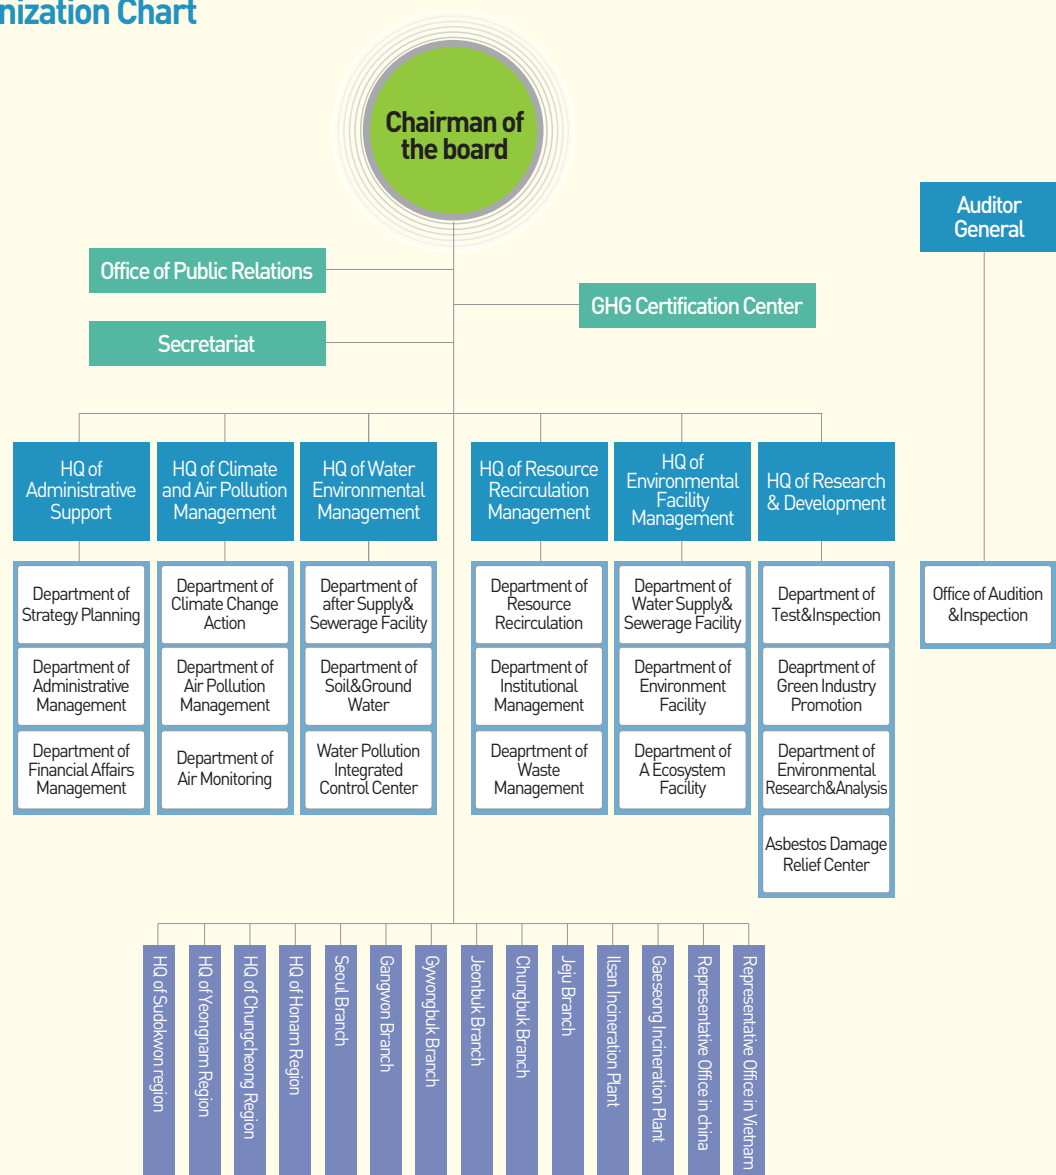 nization Chart
Chairman of
the board
Auditor
General
Office of Public Relations
GHG Certification Center
Secretariat
HQ of
Administrative
Support
HQ of Climate
and Air Pollution
Management
HQ of Water
Environmental
Management
HQ of Resource
Recirculation
Management
HQ of
Environmental
Facility
Management
HQ of Research
& Development
Department of
Strategy Planning
Department of
Administrative
Management
Department of
Financial Affairs
Management
Department of
Climate Change
Action
Department of
Air Pollution
Management
Department of
Air Monitoring
Department of
after Supply&
Sewerage Facility
Department of
Soil&Ground
Water
Water Pollution
Integrated
Control Center
Department of
Resource
Recirculation
Department of
Institutional
Management
Deaprtment of
Waste
Management
Department of
Water Supply&
Sewerage Facility
Department of
Environment
Facility
Department of
A Ecosystem
Facility
Department of
Test&Inspection
Deaprtment of
Green Industry
Promotion
Department of
Environmental
Research&Analysis
Asbestos Damage
Relief Center
Office of Audition
&Inspection
HQ of Sudokwon region
HQ of Yeongnam Region
HQ of Chungcheong Region
HQ of Honam Region
Seoul Branch
Gangwon Branch
Gywongbuk Branch
Jeonbuk Branch
Chungbuk Branch
Jeju Branch
Ilsan Incineration Plant
Gaeseong Incineration Plant
Representative Office in china
Representative Office in Vietnam